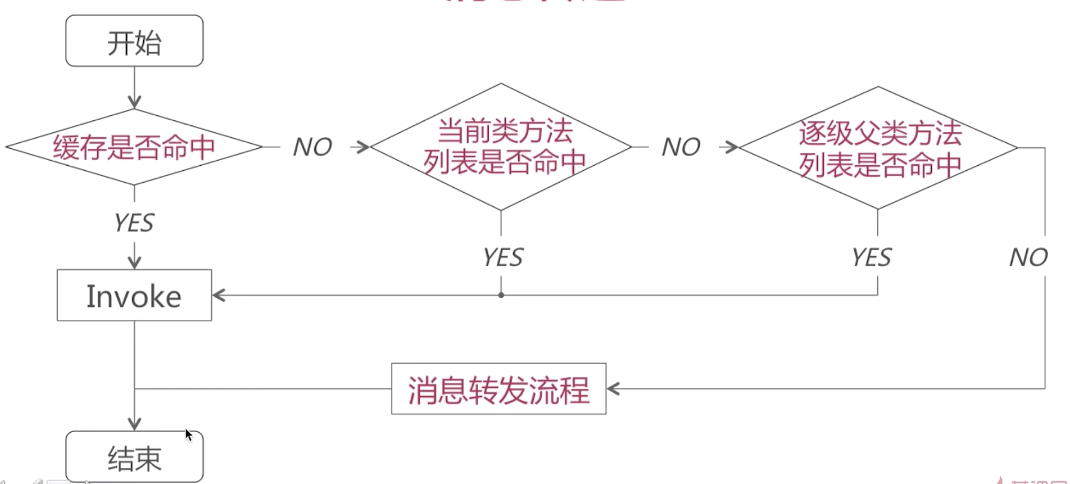 开始
缓存是否命中
NO
当前类方法
列表是否命中
NO
逐级父类方法
列表是否命中
YES
YES
YES
NO
Invoke
消息转发流程
结束